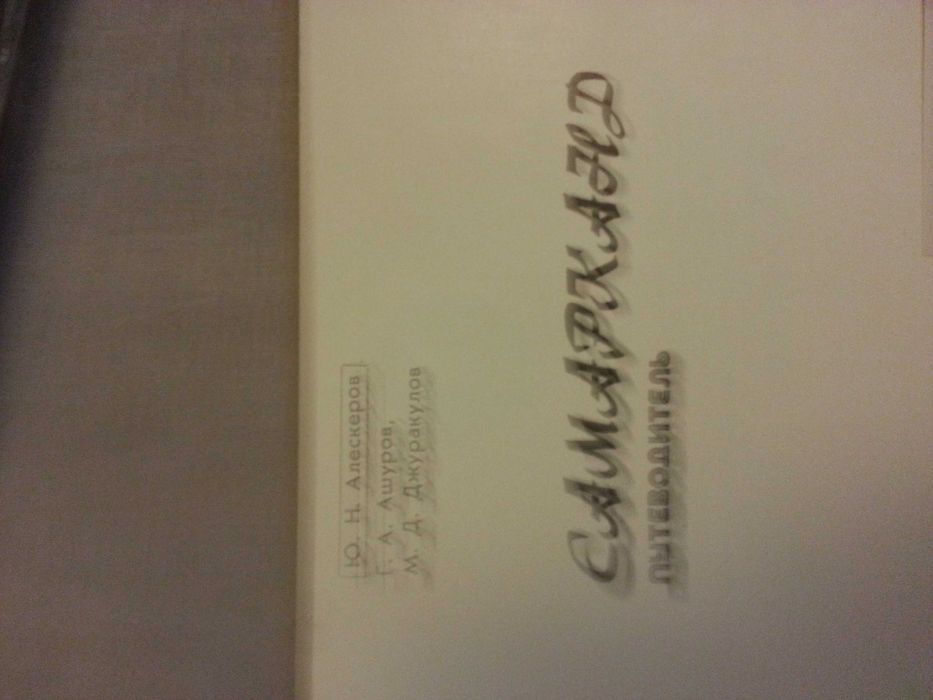 Ю. Н. Алескеров
Г. А. Ашуров,
М. Д. Джуракулов
САМАРКАНД
ПУТЕВОДИТЕЛЬ